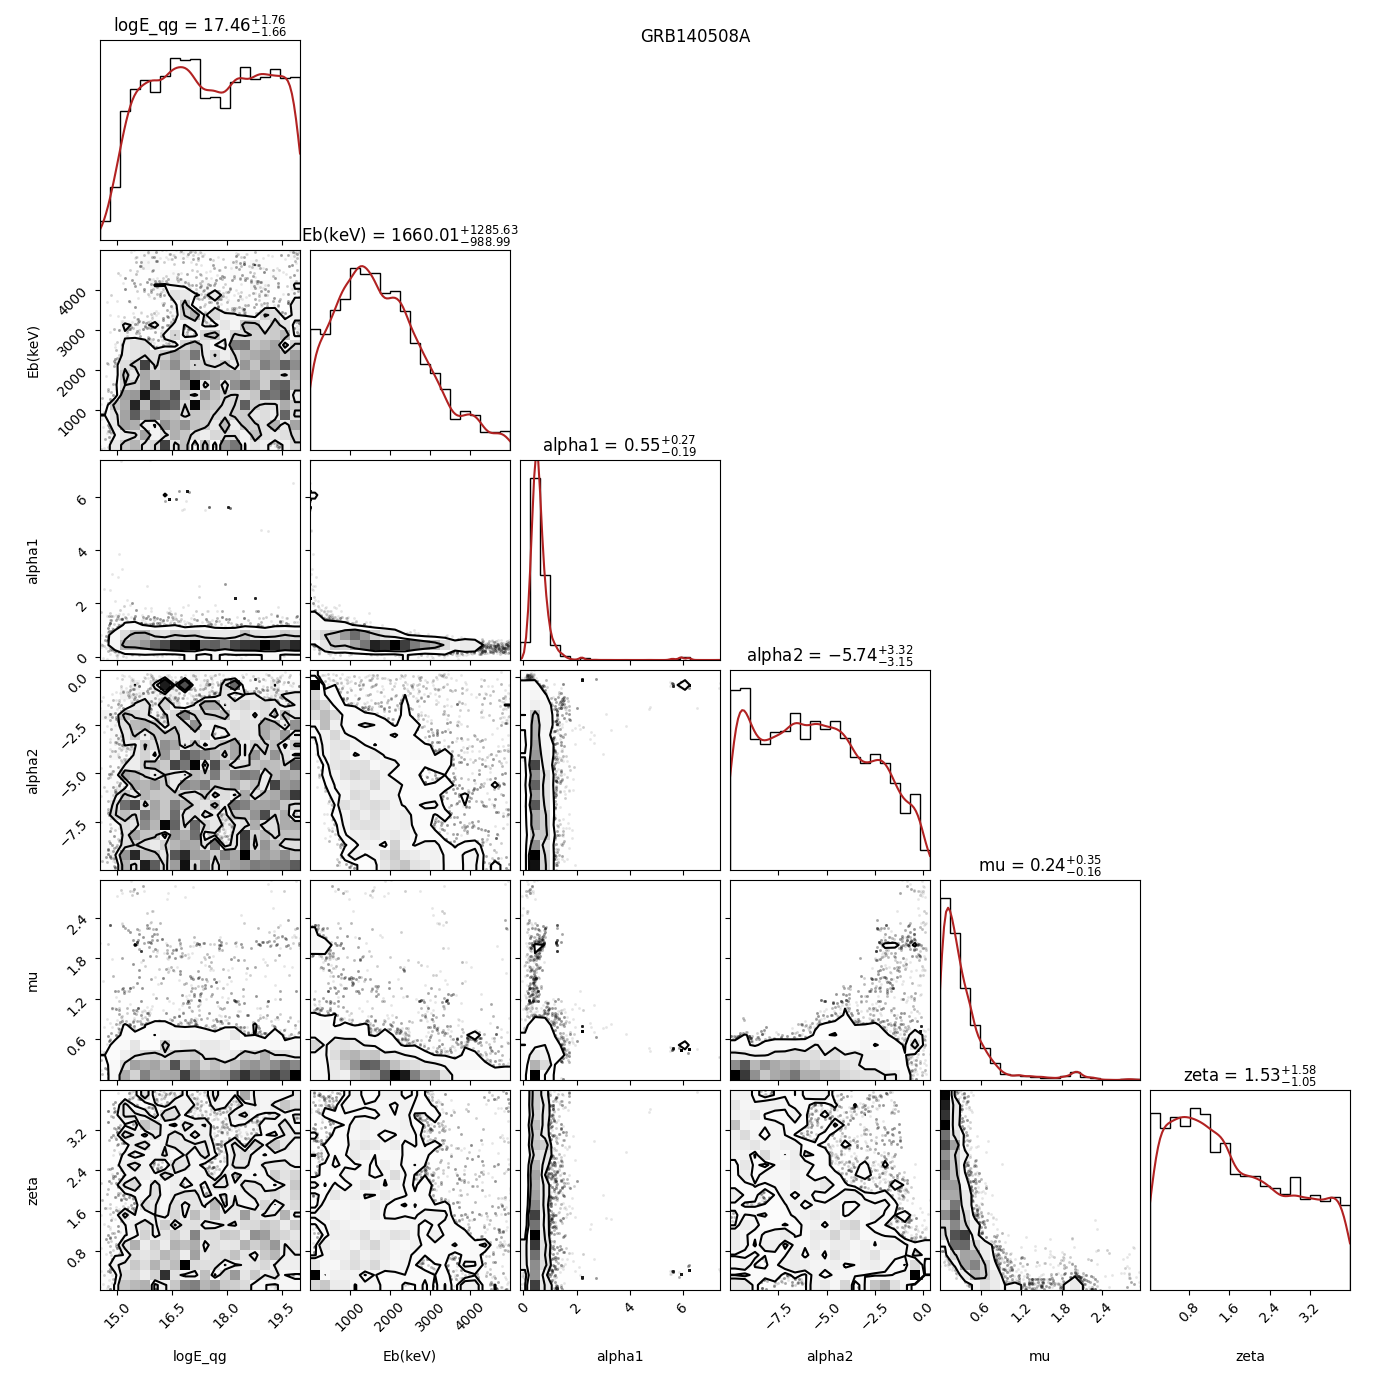 GRB140508A
logE_qg = 17.46+1.76−1.66
Eb(keV) = 1660.01+1285.63−988.99
4000
3000
2000
1000
Eb(keV)
alpha1 = 0.55+0.27−0.19
6
4
2
0
alpha1
alpha2 = −5.74+3.32−3.15
0.0
−2.5
−5.0
−7.5
alpha2
mu = 0.24+0.35−0.16
2.4
1.8
1.2
0.6
mu
zeta = 1.53+1.58−1.05
3.2
2.4
1.6
0.8
zeta
15.0 16.5 18.0 19.5 1000 2000 3000 4000 0 2 4 6 −7.5 −5.0 −2.5 0.0 0.6 1.2 1.8 2.4 0.8 1.6 2.4 3.2
logE_qg Eb(keV) alpha1 alpha2 mu zeta